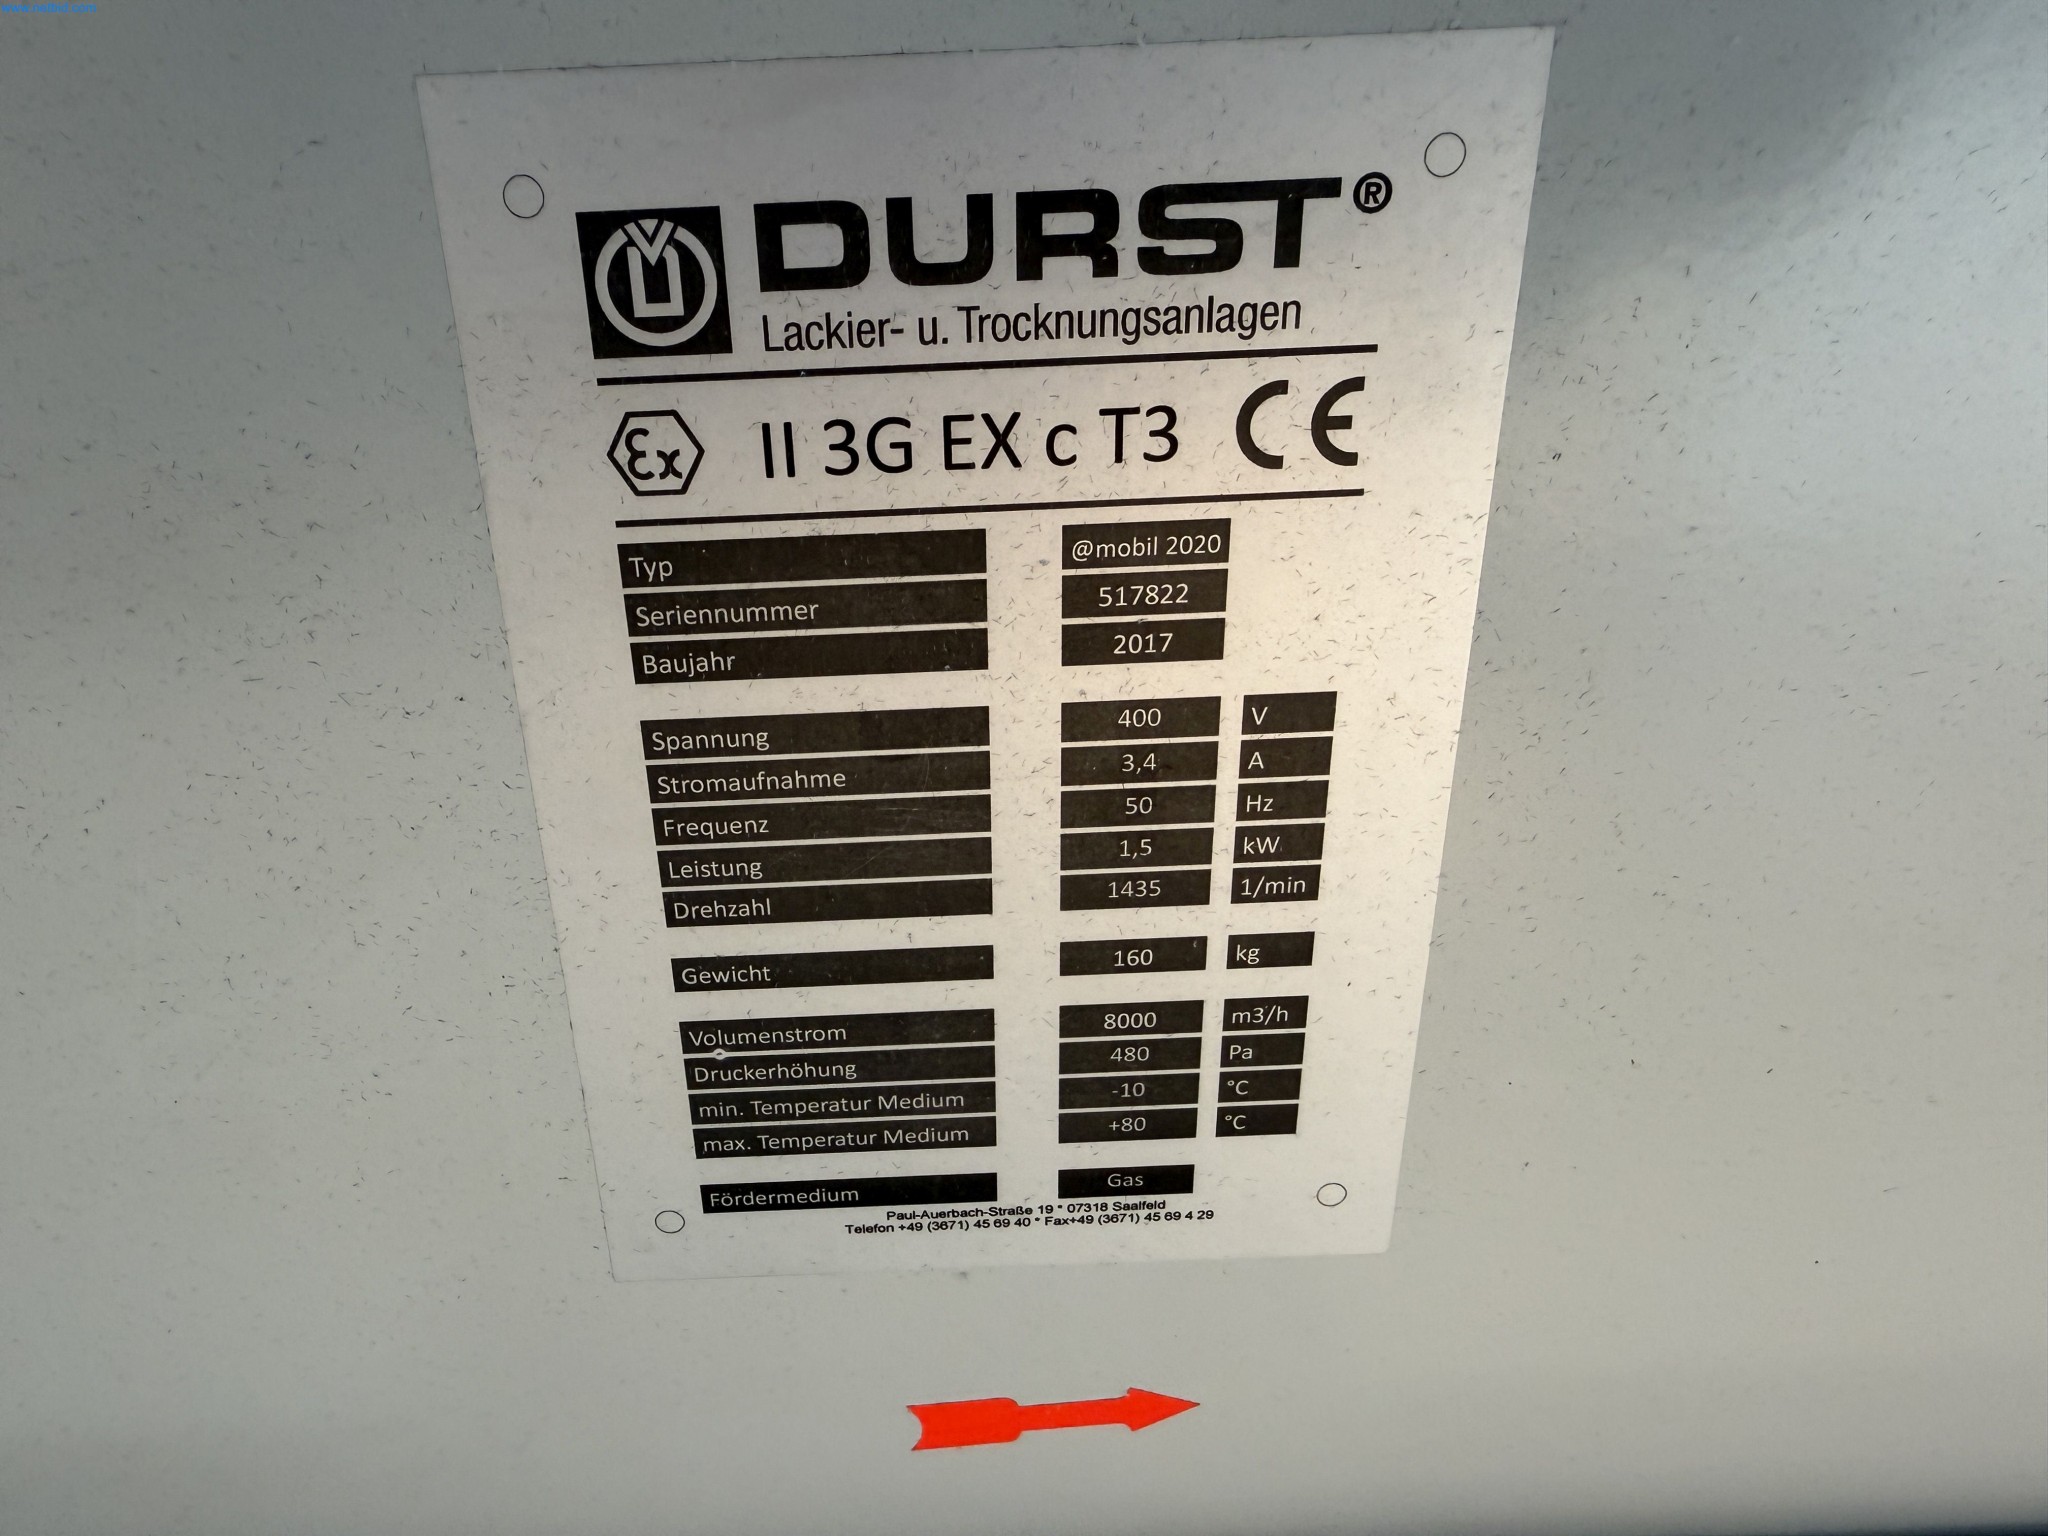 DURST®
Lackier- u. Trocknungsanlagen
Ex II 3G EX c T3 CE
Typ @mobil 2020
Seriennummer 517822
Baujahr 2017
Spannung 400 V
Stromaufnahme 3,4 A
Frequenz 50 Hz
Leistung 1,5 kW
Drehzahl 1435 1/min
Gewicht 160 kg
Volumenstrom 8000 m3/h
Druckerhöhung 480 Pa
min. Temperatur Medium -10 °C
max. Temperatur Medium +80 °C
Fördermedium Gas
Paul-Auerbach-Straße 19 * 07318 Saalfeld
Telefon +49 (3671) 45 69 40 * Fax+49 (3671) 45 69 4 29